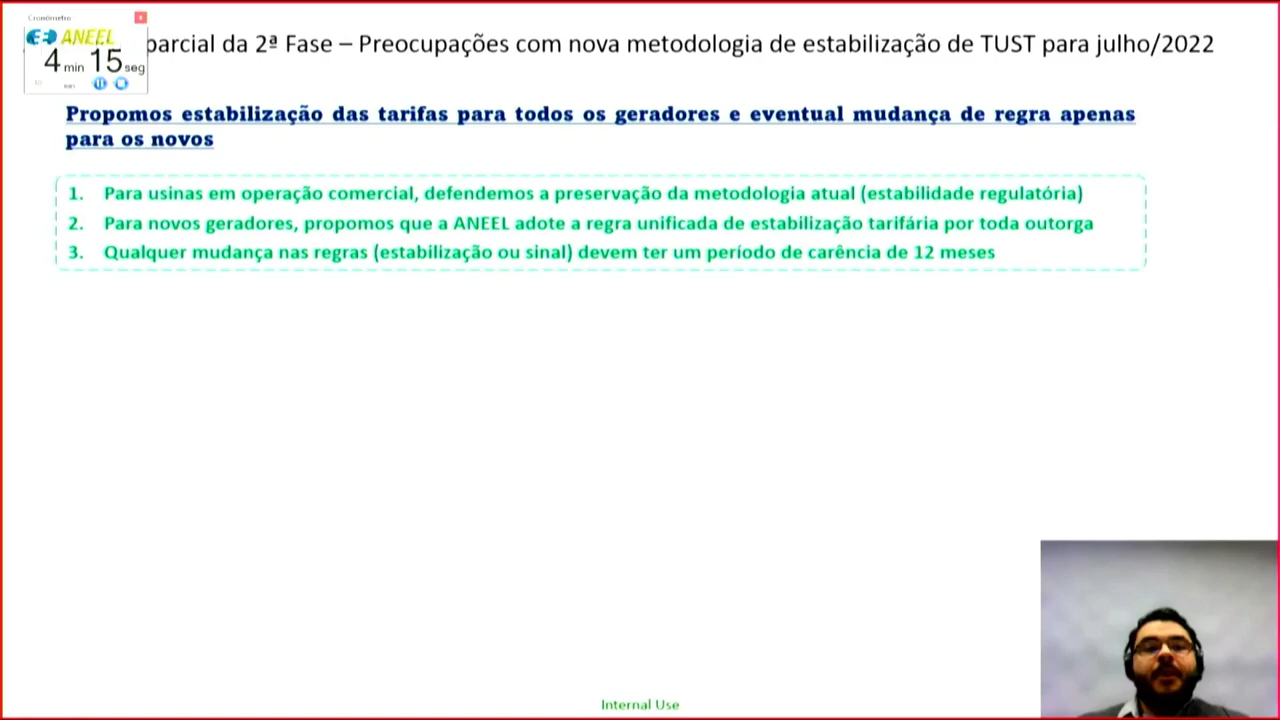 Cronômetro
ANEEL
4 min 15 seg
parcial da 2ª Fase – Preocupações com nova metodologia de estabilização de TUST para julho/2022
Propomos estabilização das tarifas para todos os geradores e eventual mudança de regra apenas
para os novos
1. Para usinas em operação comercial, defendemos a preservação da metodologia atual (estabilidade regulatória)
2. Para novos geradores, propomos que a ANEEL adote a regra unificada de estabilização tarifária por toda outorga
3. Qualquer mudança nas regras (estabilização ou sinal) devem ter um período de carência de 12 meses
Internal Use